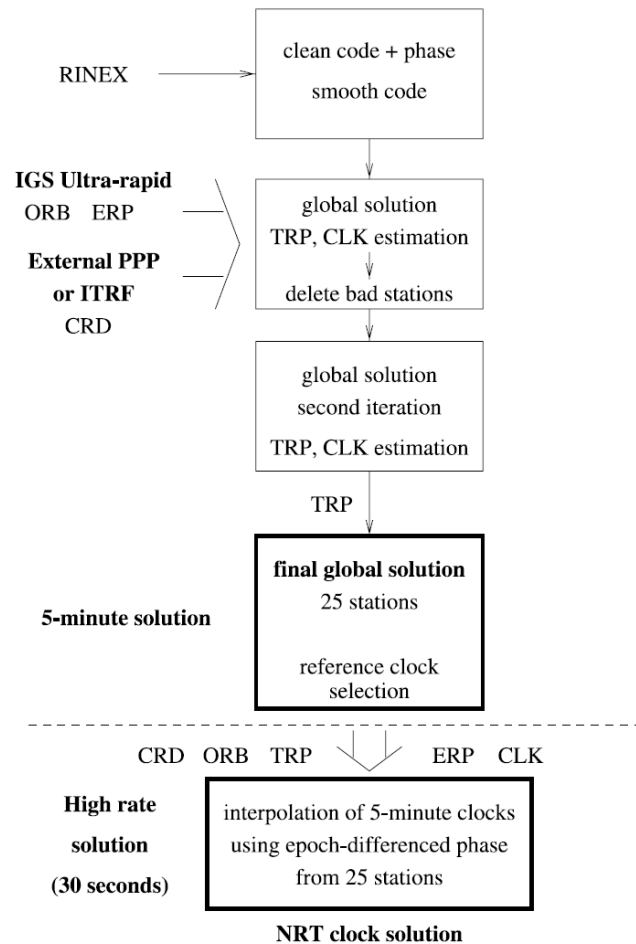 clean code + phase
RINEX
smooth code
IGS Ultra-rapid
ORB ERP
External PPP
or ITRF
CRD
global solution
TRP, CLK estimation
delete bad stations
global solution
second iteration
TRP, CLK estimation
TRP
5-minute solution
final global solution
25 stations
reference clock
selection
CRD ORB TRP ERP CLK
High rate
solution
(30 seconds)
interpolation of 5-minute clocks
using epoch-differenced phase
from 25 stations
NRT clock solution